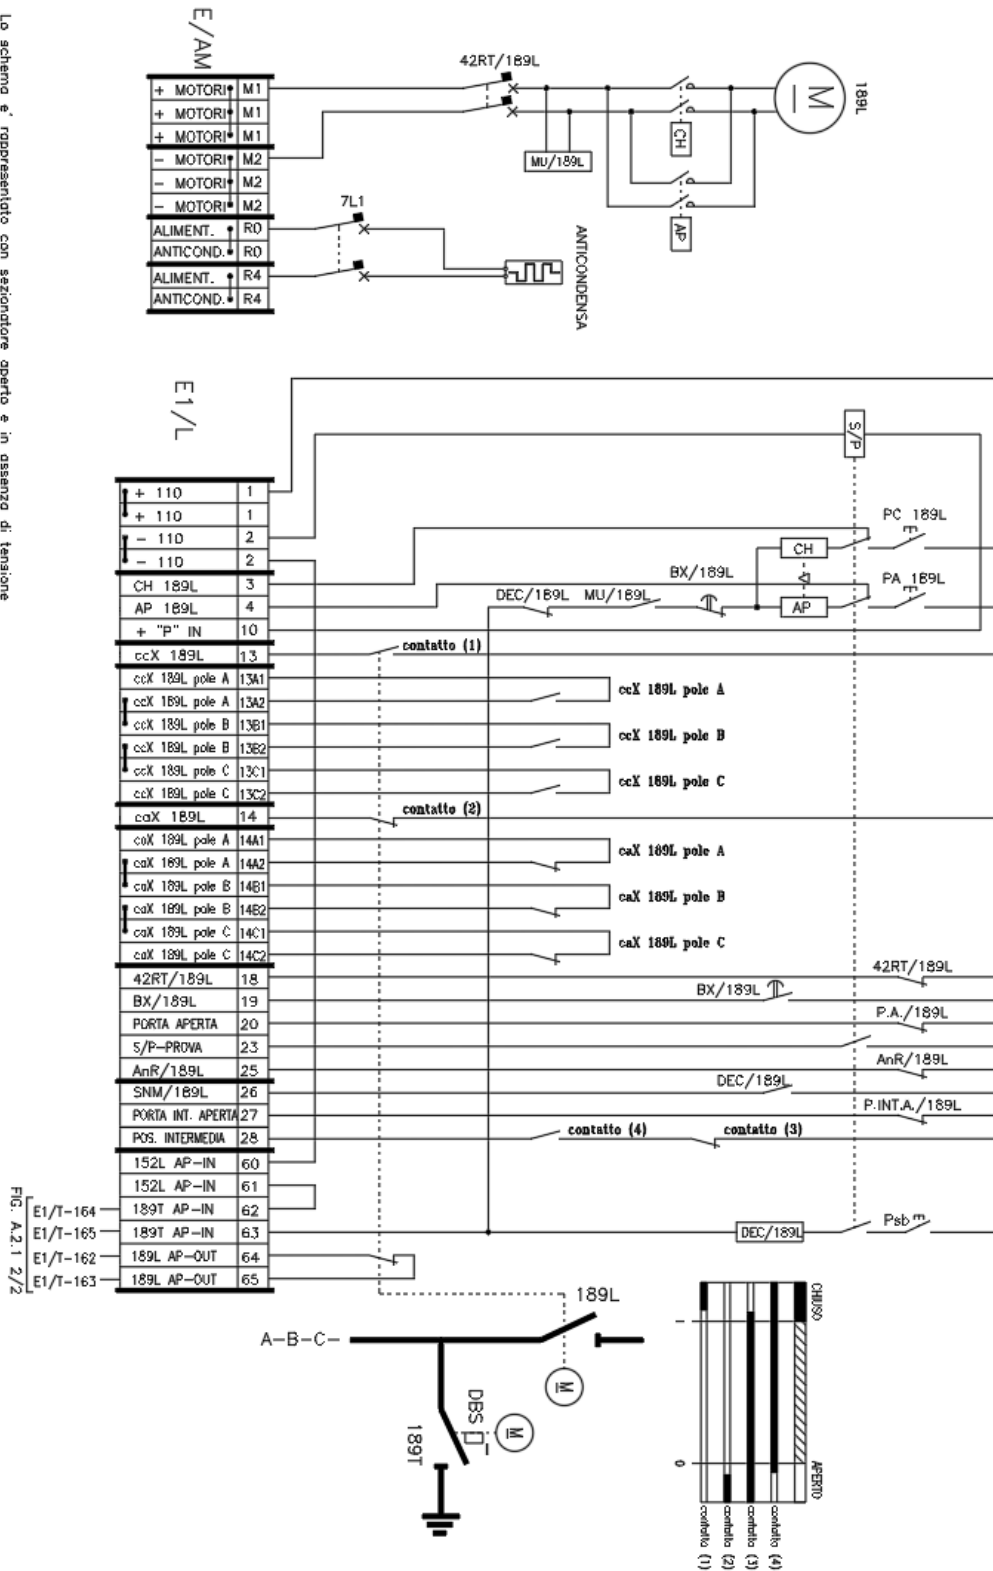 Lo schema e' rappresentato con sezionatore aperto e in assenza di tensione
E/AM
+ MOTORI M1
+ MOTORI M1
+ MOTORI M1
- MOTORI M2
- MOTORI M2
- MOTORI M2
ALIMENT. R0
ANTICOND. R0
ALIMENT. R4
ANTICOND. R4
42RT/189L
7L1
MU/189L
CH
AP
M
189L
ANTICONDENSA
E1/L
+ 110 1
+ 110 1
- 110 2
- 110 2
CH 189L 3
AP 189L 4
+ "P" IN 10
ccX 189L 13
ccX 189L pole A 13A1
ccX 189L pole A 13A2
ccX 189L pole B 13B1
ccX 189L pole B 13B2
ccX 189L pole C 13C1
ccX 189L pole C 13C2
caX 189L 14
caX 189L pole A 14A1
caX 189L pole A 14A2
caX 189L pole B 14B1
caX 189L pole B 14B2
caX 189L pole C 14C1
caX 189L pole C 14C2
42RT/189L 18
BX/189L 19
PORTA APERTA 20
S/P-PROVA 23
AnR/189L 25
SNM/189L 26
PORTA INT. APERTA 27
POS. INTERMEDIA 28
152L AP-IN 60
152L AP-IN 61
E1/T-164 189T AP-IN 62
E1/T-165 189T AP-IN 63
E1/T-162 189L AP-OUT 64
E1/T-163 189L AP-OUT 65
FIG. A.2.1 2/2
S/P
PC 189L
CH
BX/189L
PA 189L
DEC/189L MU/189L
AP
contatto (1)
ccX 189L pole A
ccX 189L pole B
ccX 189L pole C
contatto (2)
caX 189L pole A
caX 189L pole B
caX 189L pole C
42RT/189L
BX/189L
P.A./189L
AnR/189L
DEC/189L
P.INT.A./189L
contatto (4) contatto (3)
DEC/189L
Psb
189L
A-B-C-
M
DBS
M
189T
CHIUSO
I
0
APERTO
contatto (1)
contatto (2)
contatto (3)
contatto (4)